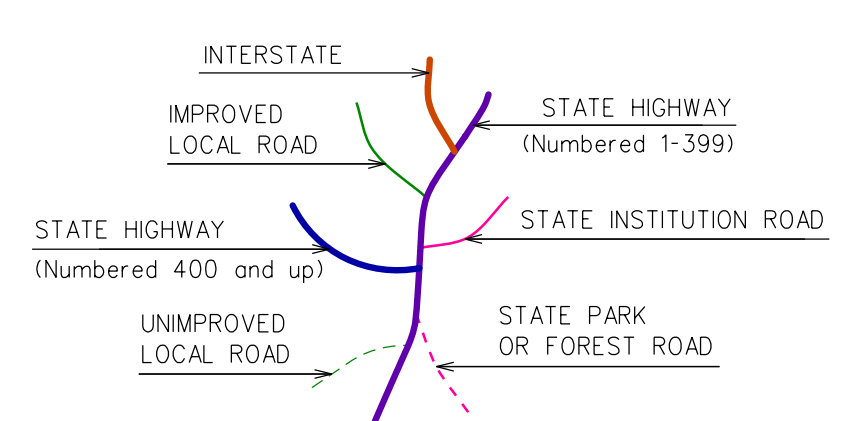 INTERSTATE
STATE HIGHWAY
(Numbered 1-399)
IMPROVED
LOCAL ROAD
STATE INSTITUTION ROAD
STATE HIGHWAY
(Numbered 400 and up)
UNIMPROVED
LOCAL ROAD
STATE PARK
OR FOREST ROAD